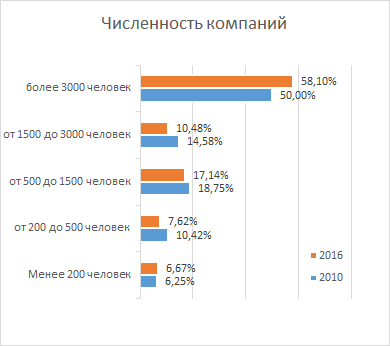 Численность компаний
более 3000 человек
58,10%
50,00%
от 1500 до 3000 человек
10,48%
14,58%
от 500 до 1500 человек
17,14%
18,75%
от 200 до 500 человек
7,62%
10,42%
Менее 200 человек
6,67%
6,25%
2016
2010